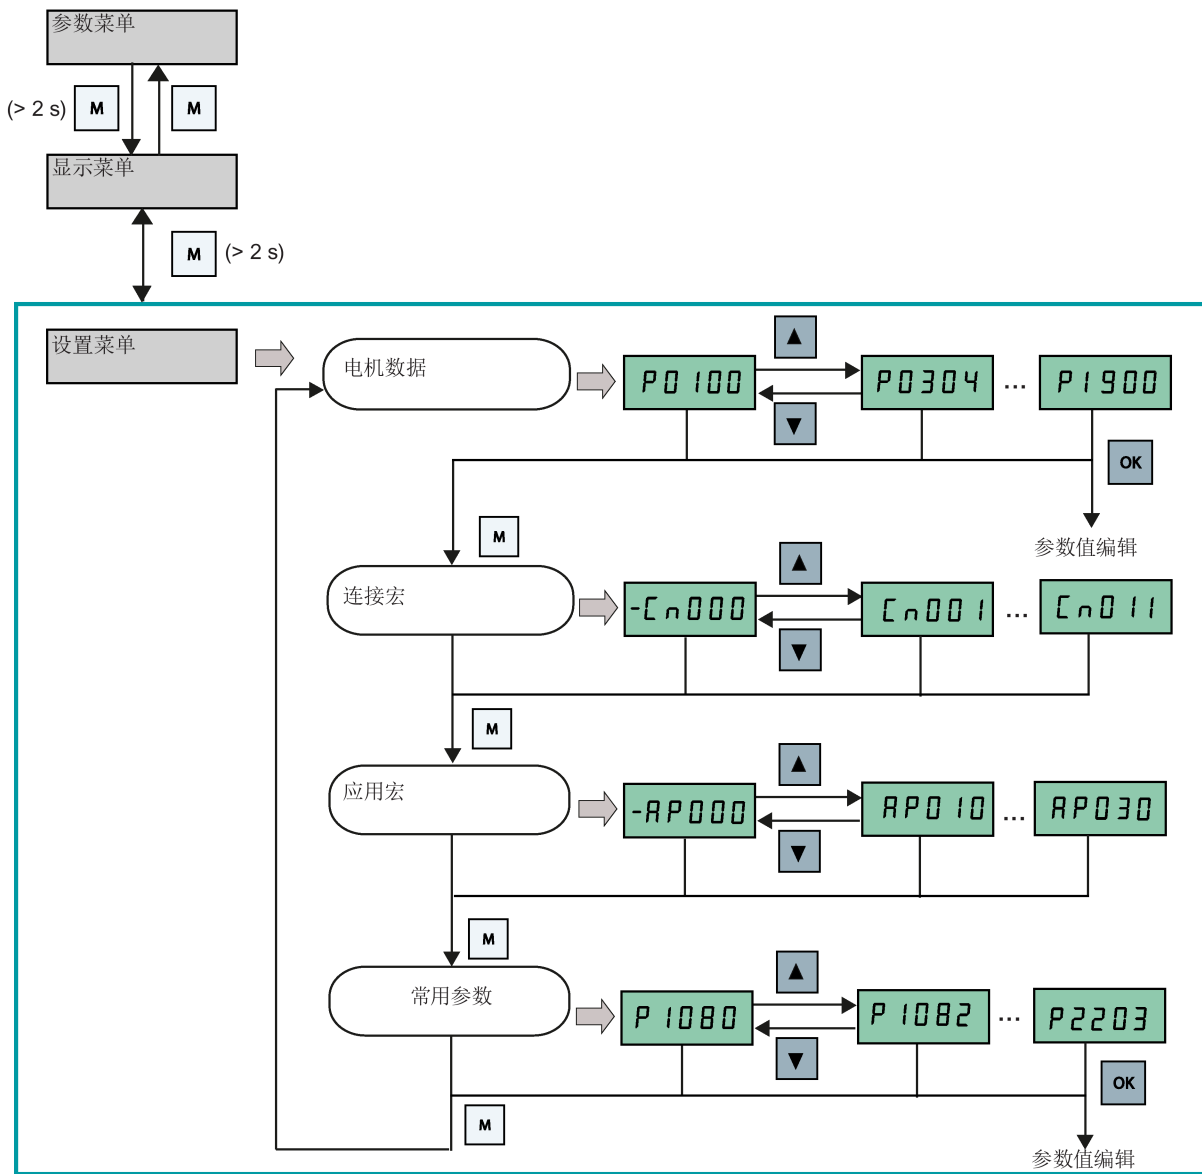 参数菜单
(> 2 s) M M
显示菜单
M (> 2 s)
设置菜单
▲
电机数据
P0100 P0304 ... P1900
▼
OK
M
参数值编辑
▲
连接宏
-Cn000 Cn001 ... Cn011
▼
M
▲
应用宏
-AP000 AP010 ... AP030
▼
M
▲
常用参数
P1080 P1082 ... P2203
▼
OK
M
参数值编辑